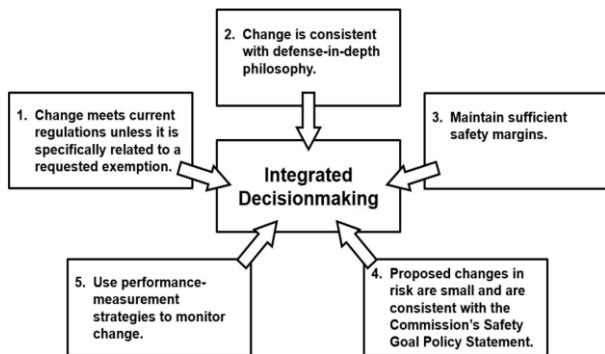 2. Change is consistent
with defense-in-depth
philosophy.
1. Change meets current
regulations unless it is
specifically related to a
requested exemption.
3. Maintain sufficient
safety margins.
Integrated
Decisionmaking
5. Use performance-
measurement
strategies to monitor
change.
4. Proposed changes in
risk are small and are
consistent with the
Commission's Safety
Goal Policy Statement.